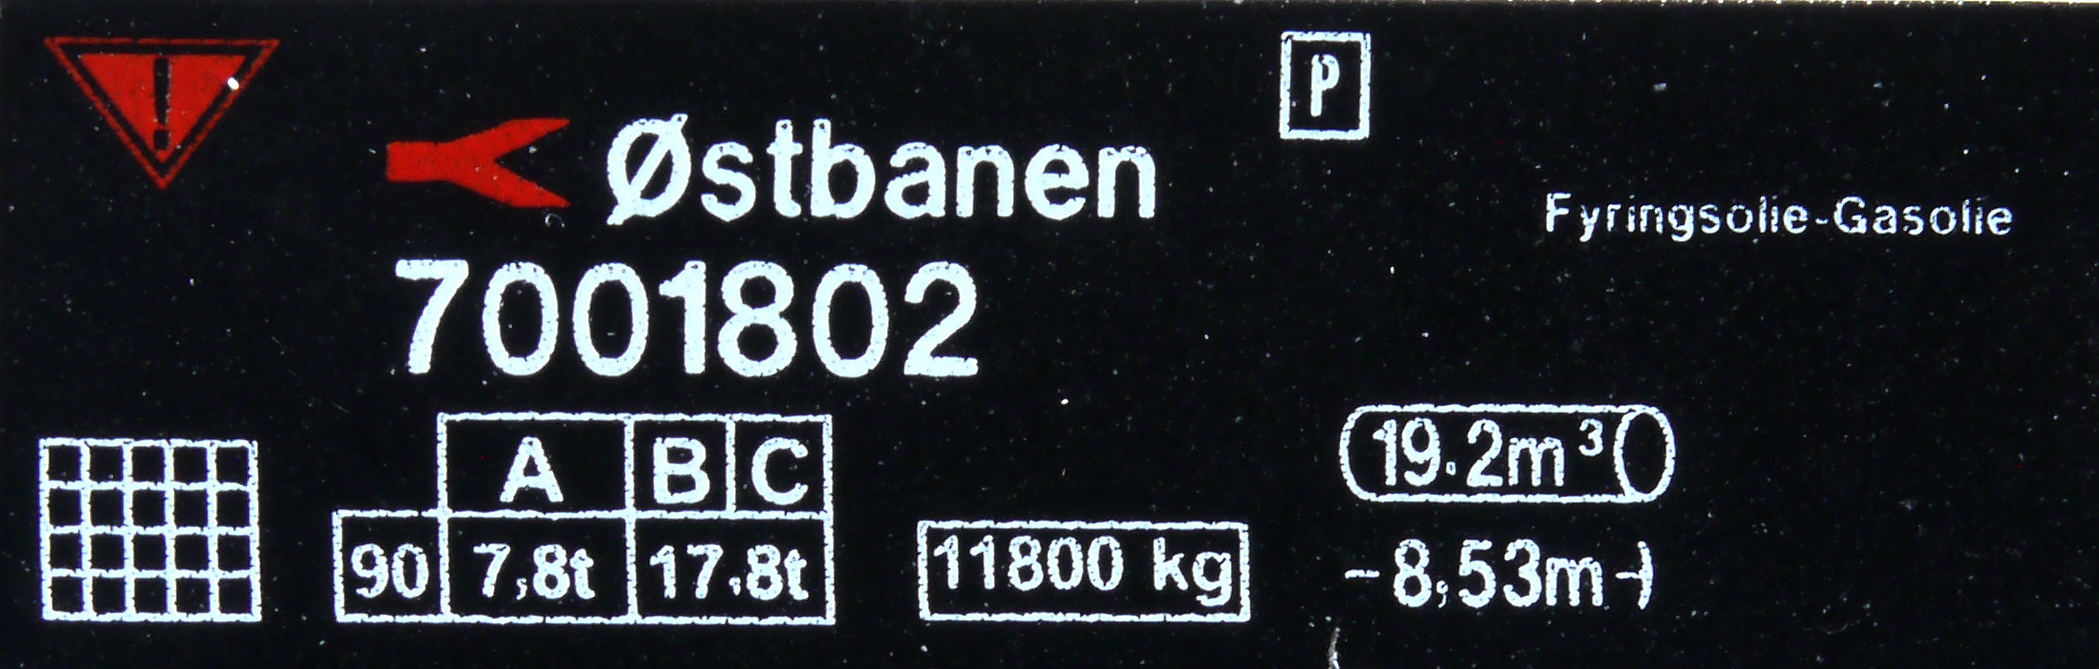 !
P
Østbanen
Fyringsolie-Gasolie
7001802
A B C
90 7,8t 17,8t
11800 kg
19.2m³
-8,53m-